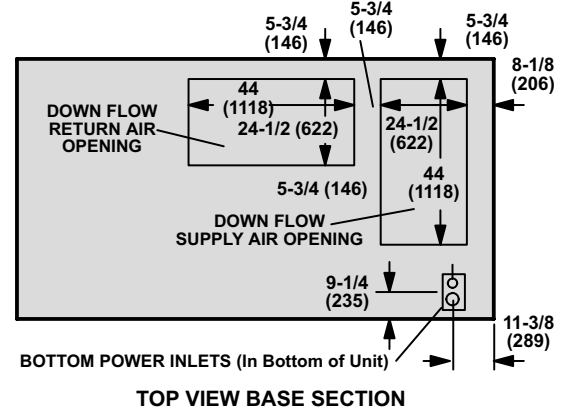 5-3/4
(146)
5-3/4
(146)
5-3/4
(146)
8-1/8
(206)
44
(1118)
24-1/2 (622)
DOWN FLOW
RETURN AIR
OPENING
24-1/2
(622)
44
(1118)
5-3/4 (146)
DOWN FLOW
SUPPLY AIR OPENING
9-1/4
(235)
11-3/8
(289)
BOTTOM POWER INLETS (In Bottom of Unit)
TOP VIEW BASE SECTION